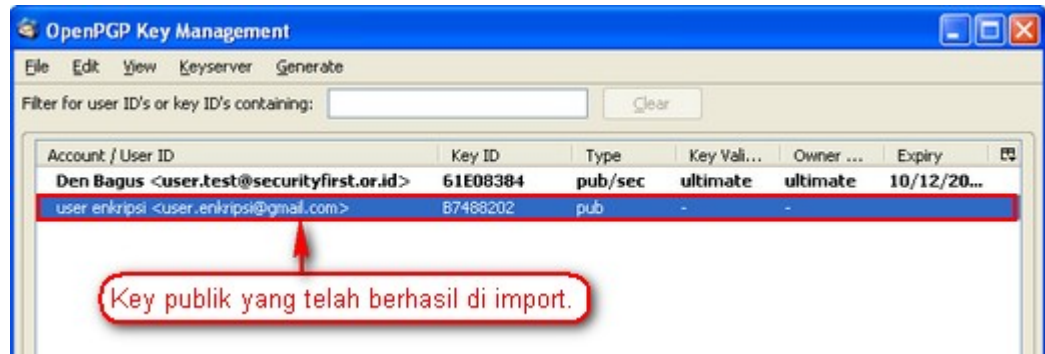 OpenPGP Key Management
File Edit View Keyserver Generate
Filter for user ID's or key ID's containing: Clear
Account / User ID Key ID Type Key Vali... Owner ... Expiry
Den Bagus <user.test@securityfirst.or.id> 61E08384 pub/sec ultimate ultimate 10/12/20...
user enkripsi <user.enkripsi@gmail.com> B7488202 pub - -
Key publik yang telah berhasil di import.